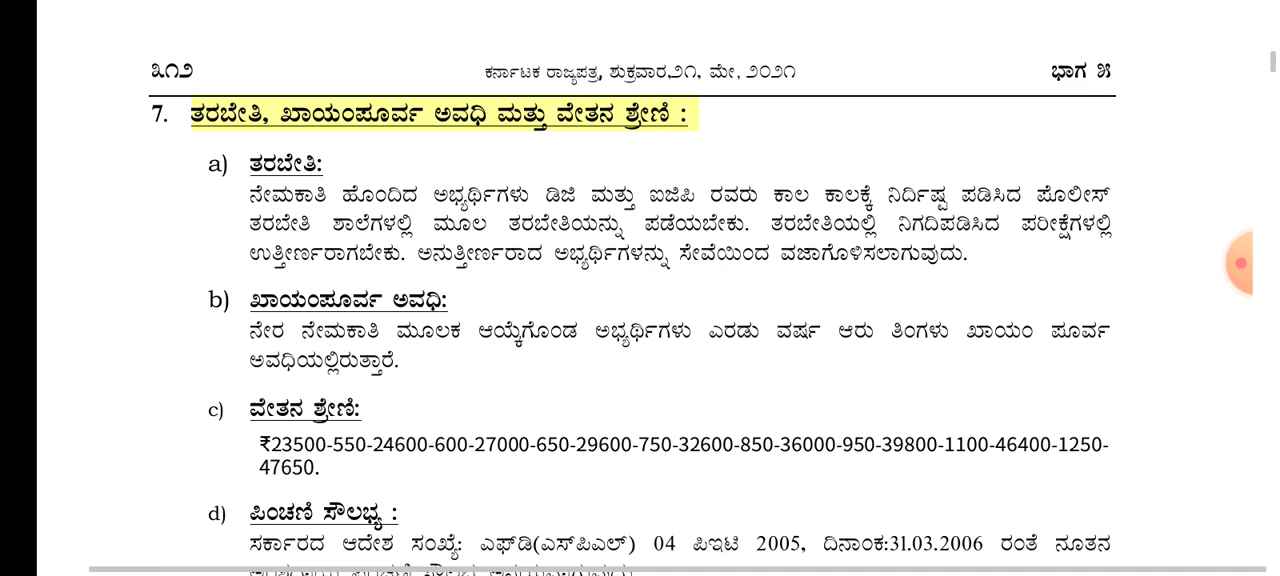 ೩೧೨ ಕರ್ನಾಟಕ ರಾಜ್ಯಪತ್ರ, ಶುಕ್ರವಾರ,೨೧, ಮೇ, ೨೦೨೧ ಭಾಗ ೫
7. ತರಬೇತಿ, ಖಾಯಂಪೂರ್ವ ಅವಧಿ ಮತ್ತು ವೇತನ ಶ್ರೇಣಿ :
a) ತರಬೇತಿ:
ನೇಮಕಾತಿ ಹೊಂದಿದ ಅಭ್ಯರ್ಥಿಗಳು ಡಿಜಿ ಮತ್ತು ಐಜಿಪಿ ರವರು ಕಾಲ ಕಾಲಕ್ಕೆ ನಿರ್ದಿಷ್ಟ ಪಡಿಸಿದ ಪೊಲೀಸ್
ತರಬೇತಿ ಶಾಲೆಗಳಲ್ಲಿ ಮೂಲ ತರಬೇತಿಯನ್ನು ಪಡೆಯಬೇಕು. ತರಬೇತಿಯಲ್ಲಿ ನಿಗದಿಪಡಿಸಿದ ಪರೀಕ್ಷೆಗಳಲ್ಲಿ
ಉತ್ತೀರ್ಣರಾಗಬೇಕು. ಅನುತ್ತೀರ್ಣರಾದ ಅಭ್ಯರ್ಥಿಗಳನ್ನು ಸೇವೆಯಿಂದ ವಜಾಗೊಳಿಸಲಾಗುವುದು.
b) ಖಾಯಂಪೂರ್ವ ಅವಧಿ:
ನೇರ ನೇಮಕಾತಿ ಮೂಲಕ ಆಯ್ಕೆಗೊಂಡ ಅಭ್ಯರ್ಥಿಗಳು ಎರಡು ವರ್ಷ ಆರು ತಿಂಗಳು ಖಾಯಂ ಪೂರ್ವ
ಅವಧಿಯಲ್ಲಿರುತ್ತಾರೆ.
c) ವೇತನ ಶ್ರೇಣಿ:
₹23500-550-24600-600-27000-650-29600-750-32600-850-36000-950-39800-1100-46400-1250-
47650.
d) ಪಿಂಚಣಿ ಸೌಲಭ್ಯ :
ಸರ್ಕಾರದ ಆದೇಶ ಸಂಖ್ಯೆ: ಎಫ್‌ಡಿ(ಎಸ್‌ಪಿಎಲ್) 04 ಪಿಇಟಿ 2005, ದಿನಾಂಕ:31.03.2006 ರಂತೆ ನೂತನ